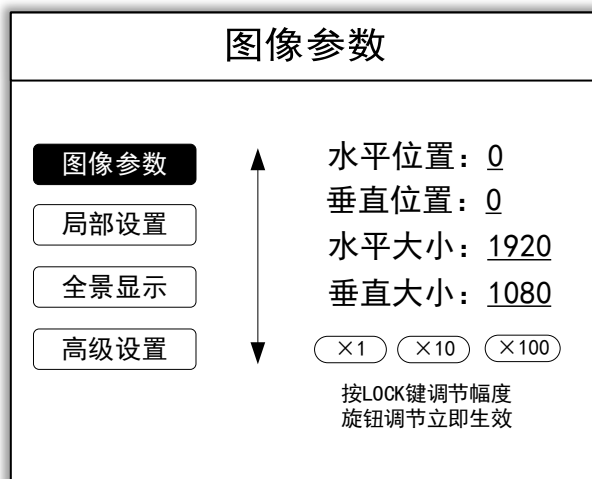 图像参数
图像参数
局部设置
全景显示
高级设置
水平位置：0
垂直位置：0
水平大小：1920
垂直大小：1080
×1 ×10 ×100
按LOCK键调节幅度
旋钮调节立即生效